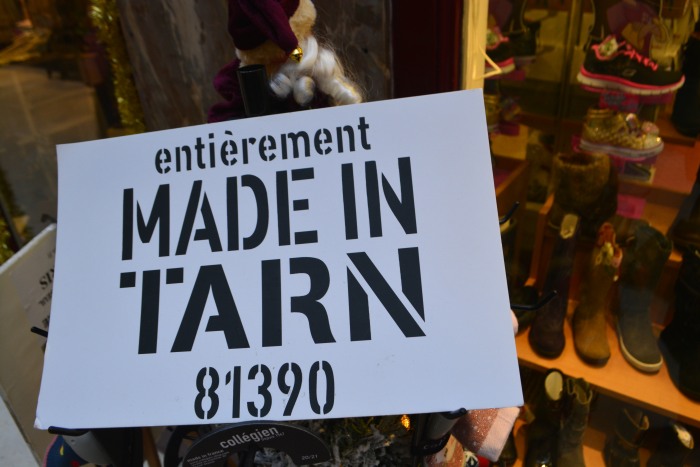 entièrement
MADE IN
TARN
81390
collégien